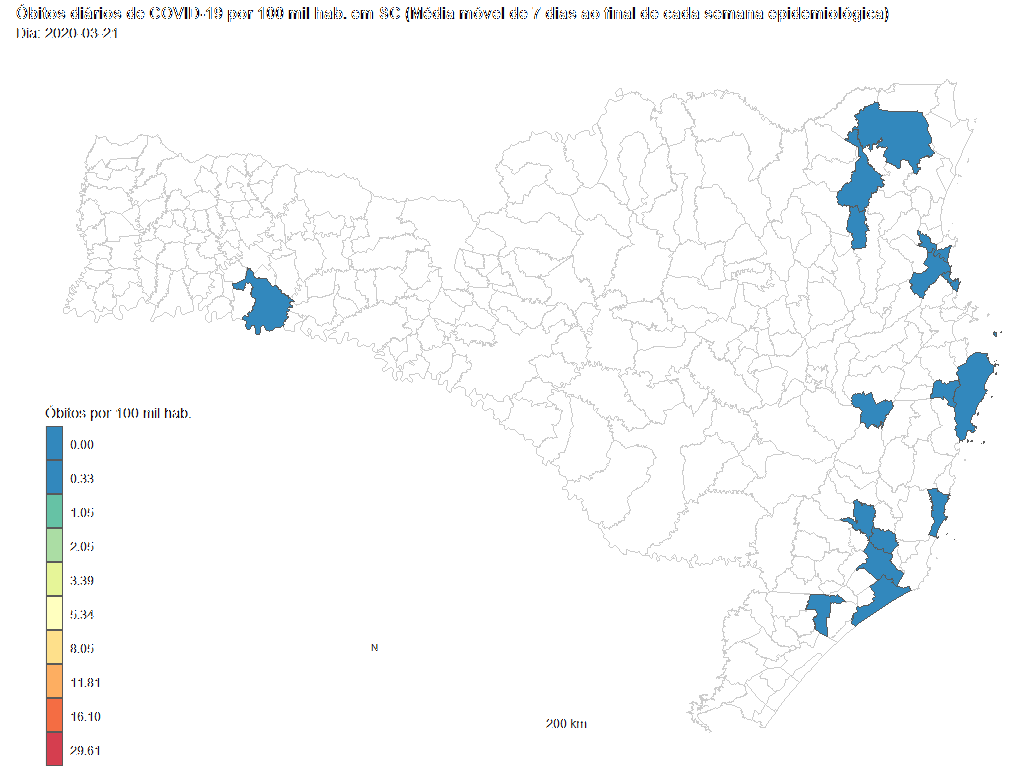 Óbitos diários de COVID-19 por 100 mil hab. em SC (Média móvel de 7 dias ao final de cada semana epidemiológica)
Dia: 2020-03-21
Óbitos por 100 mil hab.
0.00
0.33
1.05
2.05
3.39
5.34
8.05
11.81
16.10
29.61
N
200 km